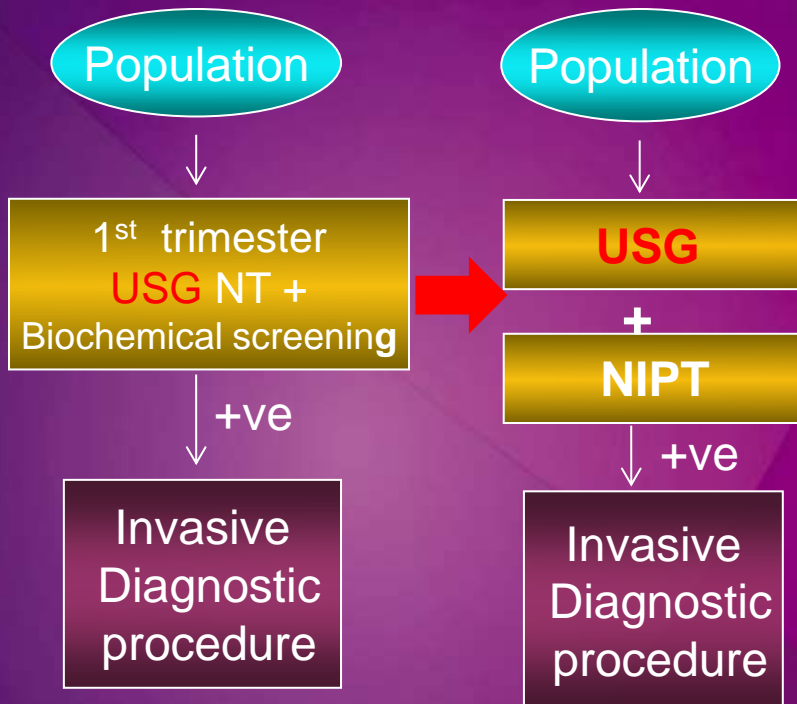 Population
1st trimester
USG NT +
Biochemical screening
+ve
Invasive
Diagnostic
procedure
Population
USG
+
NIPT
+ve
Invasive
Diagnostic
procedure